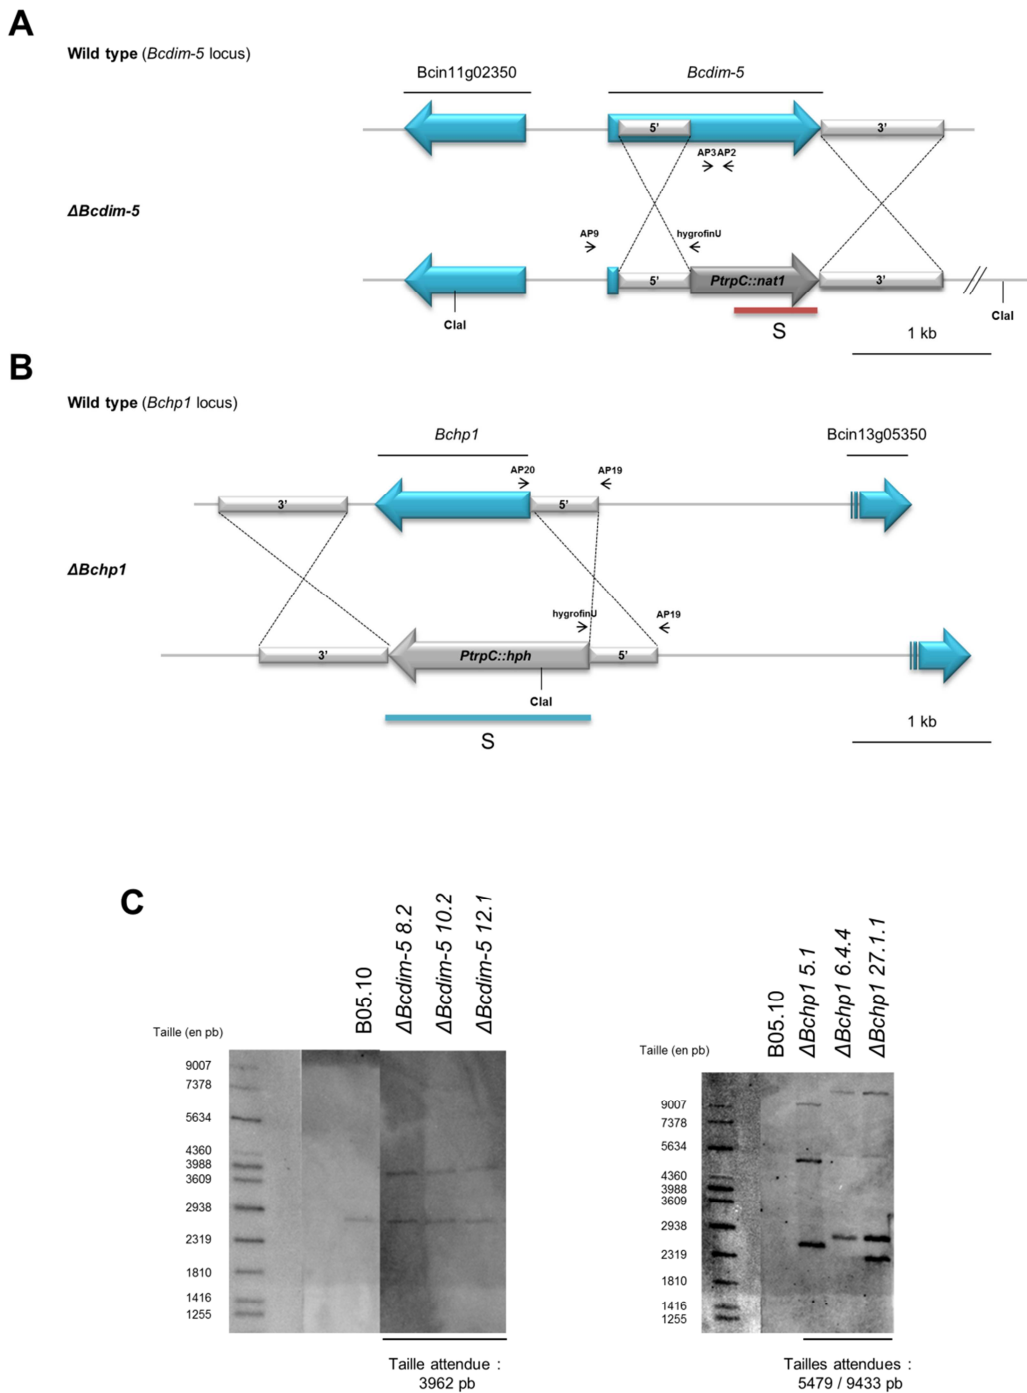 A
Wild type (Bcdim-5 locus)
Bcin11g02350
Bcdim-5
5'
3'
AP3 AP2
ΔBcdim-5
AP9
hygrofinU
5'
PtrpC::nat1
3'
ClaI
ClaI
S
1 kb
B
Wild type (Bchp1 locus)
Bchp1
Bcin13g05350
AP20
AP19
3'
5'
ΔBchp1
hygrofinU
AP19
3'
PtrpC::hph
5'
ClaI
S
1 kb
C
Taille (en pb)
B05.10
ΔBcdim-5 8.2
ΔBcdim-5 10.2
ΔBcdim-5 12.1
9007
7378
5634
4360
3988
3609
2938
2319
1810
1416
1255
Taille attendue :
3962 pb
Taille (en pb)
B05.10
ΔBchp1 5.1
ΔBchp1 6.4.4
ΔBchp1 27.1.1
9007
7378
5634
4360
3988
3609
2938
2319
1810
1416
1255
Tailles attendues :
5479 / 9433 pb